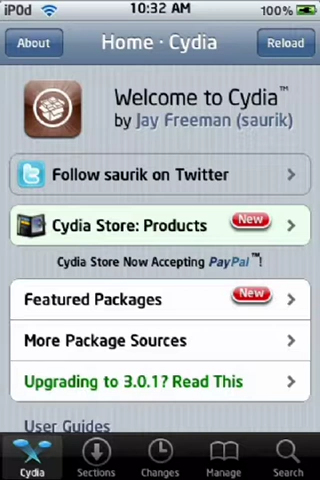 iPod 10:32 AM 100%
About Home · Cydia Reload
Welcome to Cydia™
by Jay Freeman (saurik)
Follow saurik on Twitter
Cydia Store: Products New
Cydia Store Now Accepting PayPal™!
Featured Packages New
More Package Sources
Upgrading to 3.0.1? Read This
User Guides
Cydia Sections Changes Manage Search